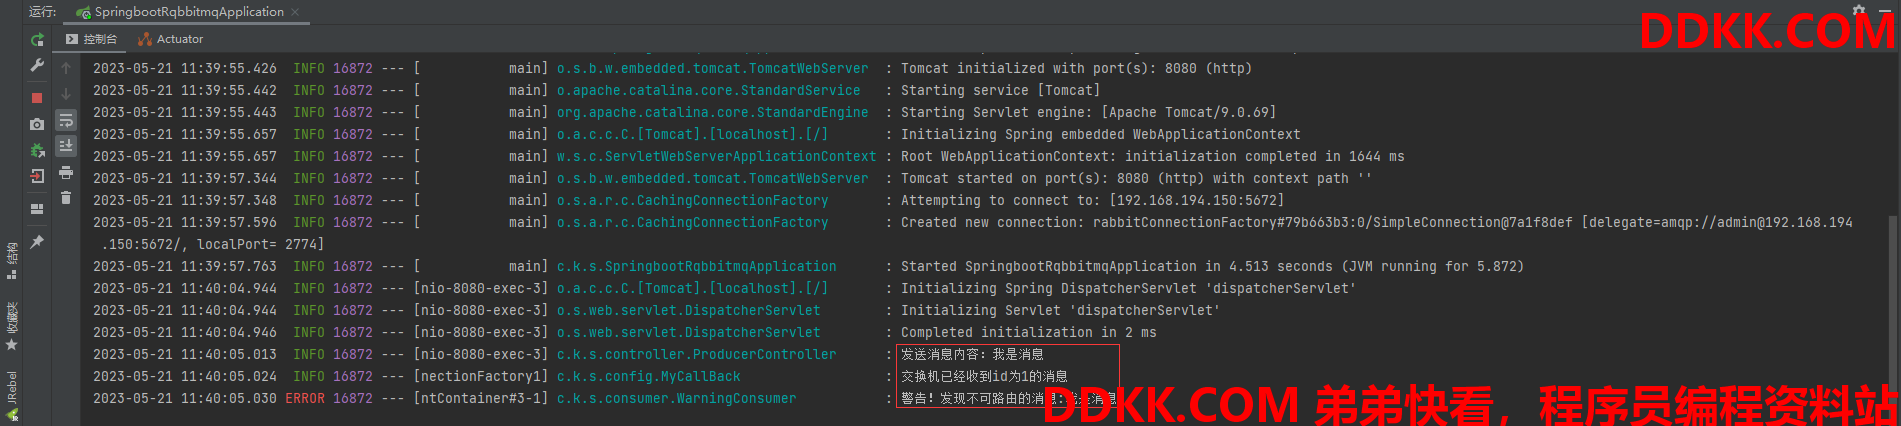 运行: SpringbootRqbbitmqApplication ×
DDKK.COM
控制台 Actuator
2023-05-21 11:39:55.426 INFO 16872 --- [ main] o.s.b.w.embedded.tomcat.TomcatWebServer : Tomcat initialized with port(s): 8080 (http)
2023-05-21 11:39:55.442 INFO 16872 --- [ main] o.apache.catalina.core.StandardService : Starting service [Tomcat]
2023-05-21 11:39:55.443 INFO 16872 --- [ main] org.apache.catalina.core.StandardEngine : Starting Servlet engine: [Apache Tomcat/9.0.69]
2023-05-21 11:39:55.657 INFO 16872 --- [ main] o.a.c.c.C.[Tomcat].[localhost].[/] : Initializing Spring embedded WebApplicationContext
2023-05-21 11:39:55.657 INFO 16872 --- [ main] w.s.c.ServletWebServerApplicationContext : Root WebApplicationContext: initialization completed in 1644 ms
2023-05-21 11:39:57.344 INFO 16872 --- [ main] o.s.b.w.embedded.tomcat.TomcatWebServer : Tomcat started on port(s): 8080 (http) with context path ''
2023-05-21 11:39:57.348 INFO 16872 --- [ main] o.s.a.r.c.CachingConnectionFactory : Attempting to connect to: [192.168.194.150:5672]
2023-05-21 11:39:57.596 INFO 16872 --- [ main] o.s.a.r.c.CachingConnectionFactory : Created new connection: rabbitConnectionFactory#79b663b3:0/SimpleConnection@7a1f8def [delegate=amqp://admin@192.168.194
.150:5672/, localPort= 2774]
2023-05-21 11:39:57.763 INFO 16872 --- [ main] c.k.s.SpringbootRqbbitmqApplication : Started SpringbootRqbbitmqApplication in 4.513 seconds (JVM running for 5.872)
2023-05-21 11:40:04.944 INFO 16872 --- [nio-8080-exec-3] o.a.c.c.C.[Tomcat].[localhost].[/] : Initializing Spring DispatcherServlet 'dispatcherServlet'
2023-05-21 11:40:04.944 INFO 16872 --- [nio-8080-exec-3] o.s.web.servlet.DispatcherServlet : Initializing Servlet 'dispatcherServlet'
2023-05-21 11:40:04.946 INFO 16872 --- [nio-8080-exec-3] o.s.web.servlet.DispatcherServlet : Completed initialization in 2 ms
2023-05-21 11:40:05.013 INFO 16872 --- [nio-8080-exec-3] c.k.s.controller.ProducerController : 发送消息内容: 我是消息
2023-05-21 11:40:05.024 INFO 16872 --- [nectionFactory1] c.k.s.config.MyCallBack : 交换机已经收到id为1的消息
2023-05-21 11:40:05.030 ERROR 16872 --- [ntContainer#3-1] c.k.s.consumer.WarningConsumer : 警告! 发现不可路由的消息:我是消息
DDKK.COM 弟弟快看，程序员编程资料站
结构
收藏夹
JRebel